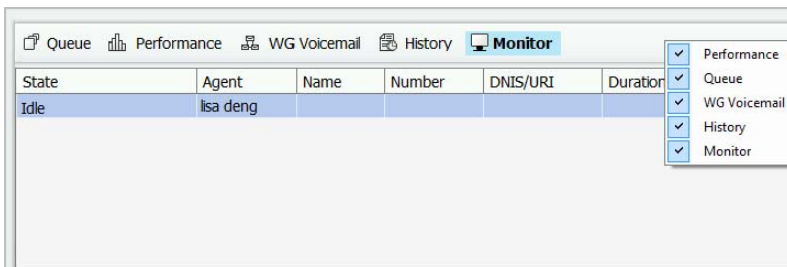 Queue Performance WG Voicemail History Monitor
State Agent Name Number DNIS/URI Duration
Idle lisa deng
Performance
Queue
WG Voicemail
History
Monitor